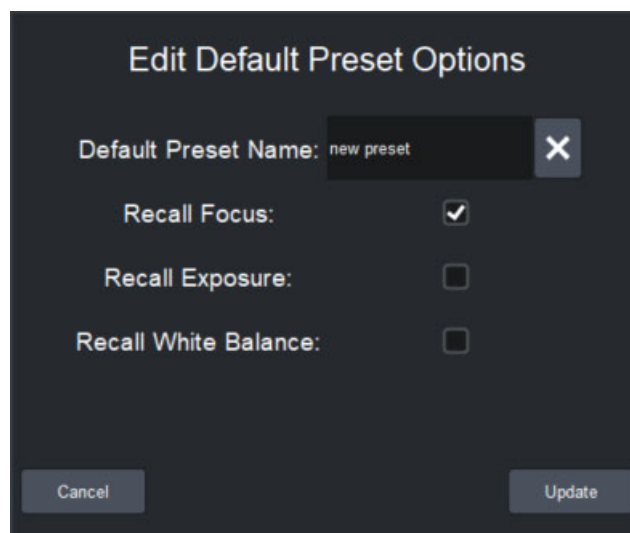 Edit Default Preset Options
Default Preset Name: new preset
Recall Focus:
Recall Exposure:
Recall White Balance:
Cancel Update